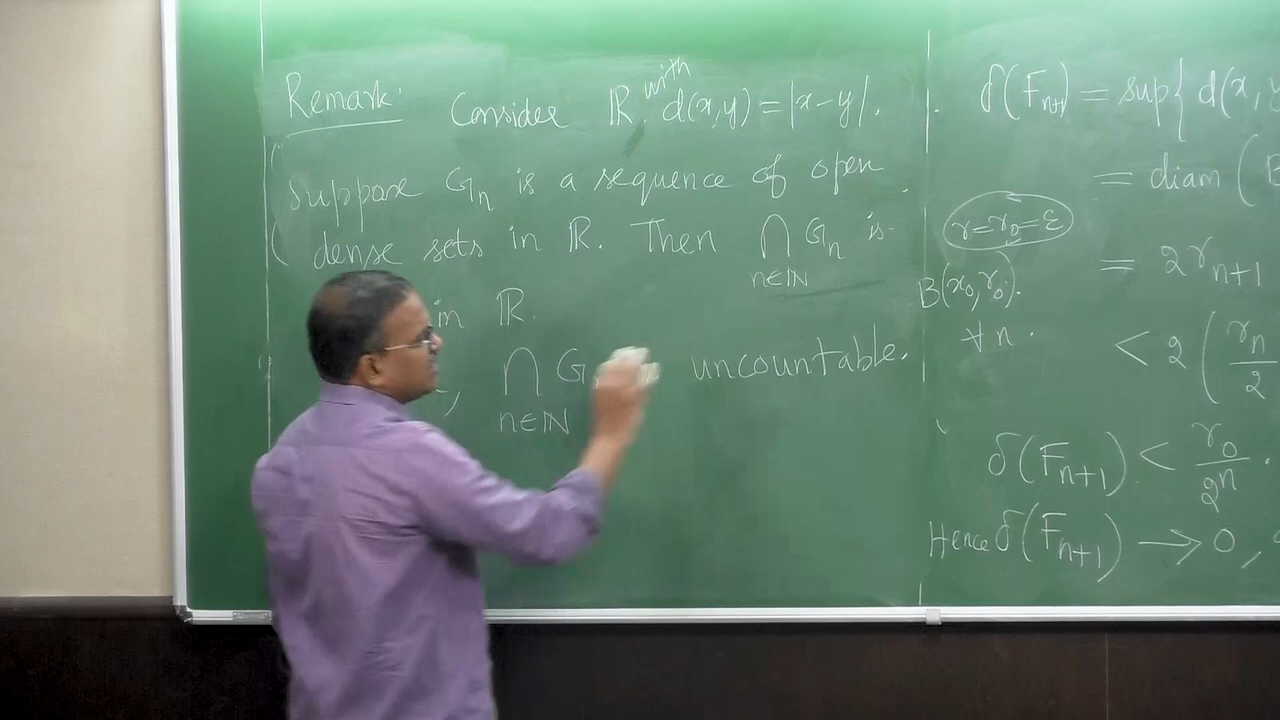 Remark: Consider ℝ with d(x,y) = |x-y|.
Suppose Gₙ is a sequence of open
dense sets in ℝ. Then ⋂ Gₙ is
n∈ℕ
in ℝ.
, ⋂ G uncountable.
n∈ℕ
δ(Fₙ₊₁) = sup{ d(x, y
= diam (B
r = r₀ = ε
= 2rₙ₊₁
B(x₀, r₀).
∀ n.
< 2 (rₙ/2
δ(Fₙ₊₁) < r₀/2ⁿ.
Hence δ(Fₙ₊₁) → 0,